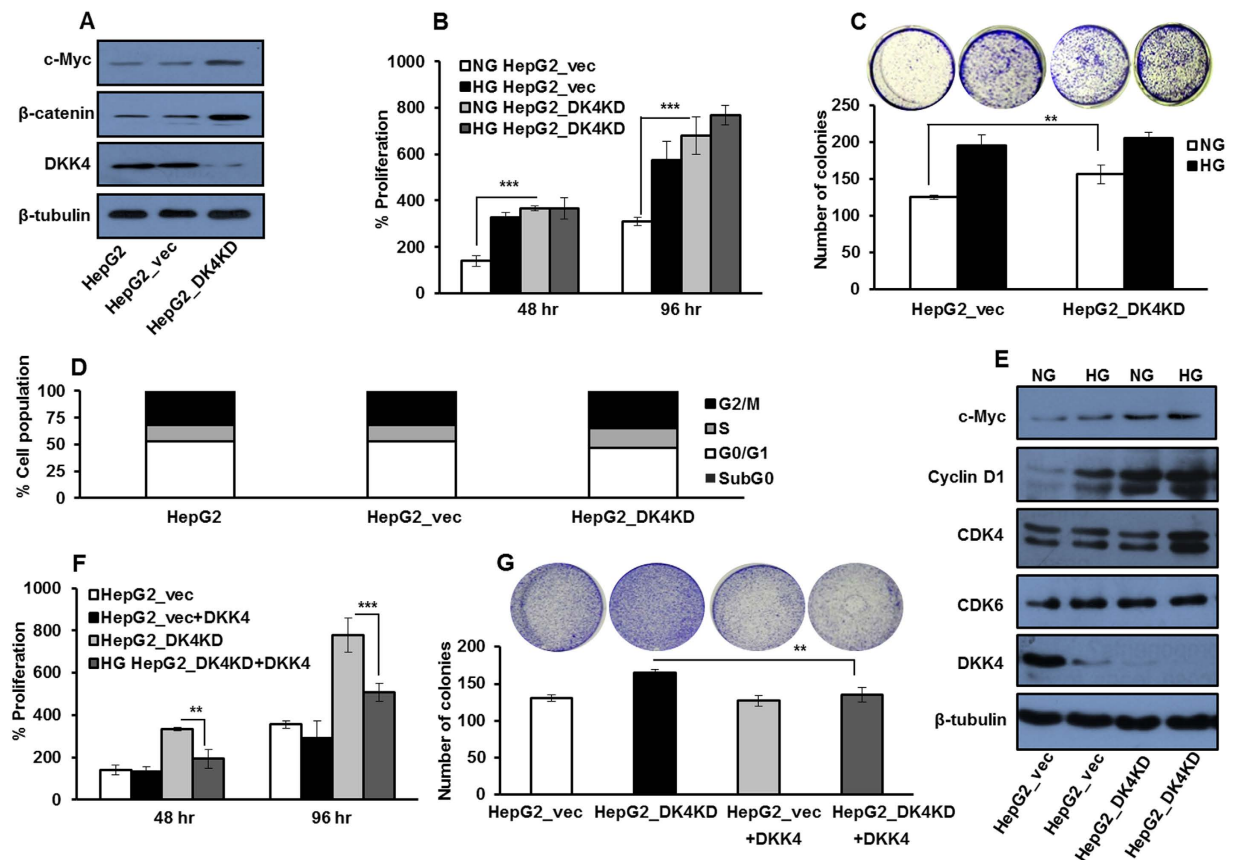 A
c-Myc
β-catenin
DKK4
β-tubulin
HepG2
HepG2_vec
HepG2_DK4KD
B
NG HepG2_vec
HG HepG2_vec
NG HepG2_DK4KD
HG HepG2_DK4KD
% Proliferation
1000
800
600
400
200
0
***
***
48 hr
96 hr
C
Number of colonies
250
200
150
100
50
0
**
NG
HG
HepG2_vec
HepG2_DK4KD
D
% Cell population
100
75
50
25
0
G2/M
S
G0/G1
SubG0
HepG2
HepG2_vec
HepG2_DK4KD
E
NG HG NG HG
c-Myc
Cyclin D1
CDK4
CDK6
DKK4
β-tubulin
HepG2_vec
HepG2_vec
HepG2_DK4KD
HepG2_DK4KD
F
HepG2_vec
HepG2_vec+DKK4
HepG2_DK4KD
HG HepG2_DK4KD+DKK4
% Proliferation
1000
800
600
400
200
0
**
***
48 hr
96 hr
G
Number of colonies
200
150
100
50
0
**
HepG2_vec
HepG2_DK4KD
HepG2_vec
+DKK4
HepG2_DK4KD
+DKK4